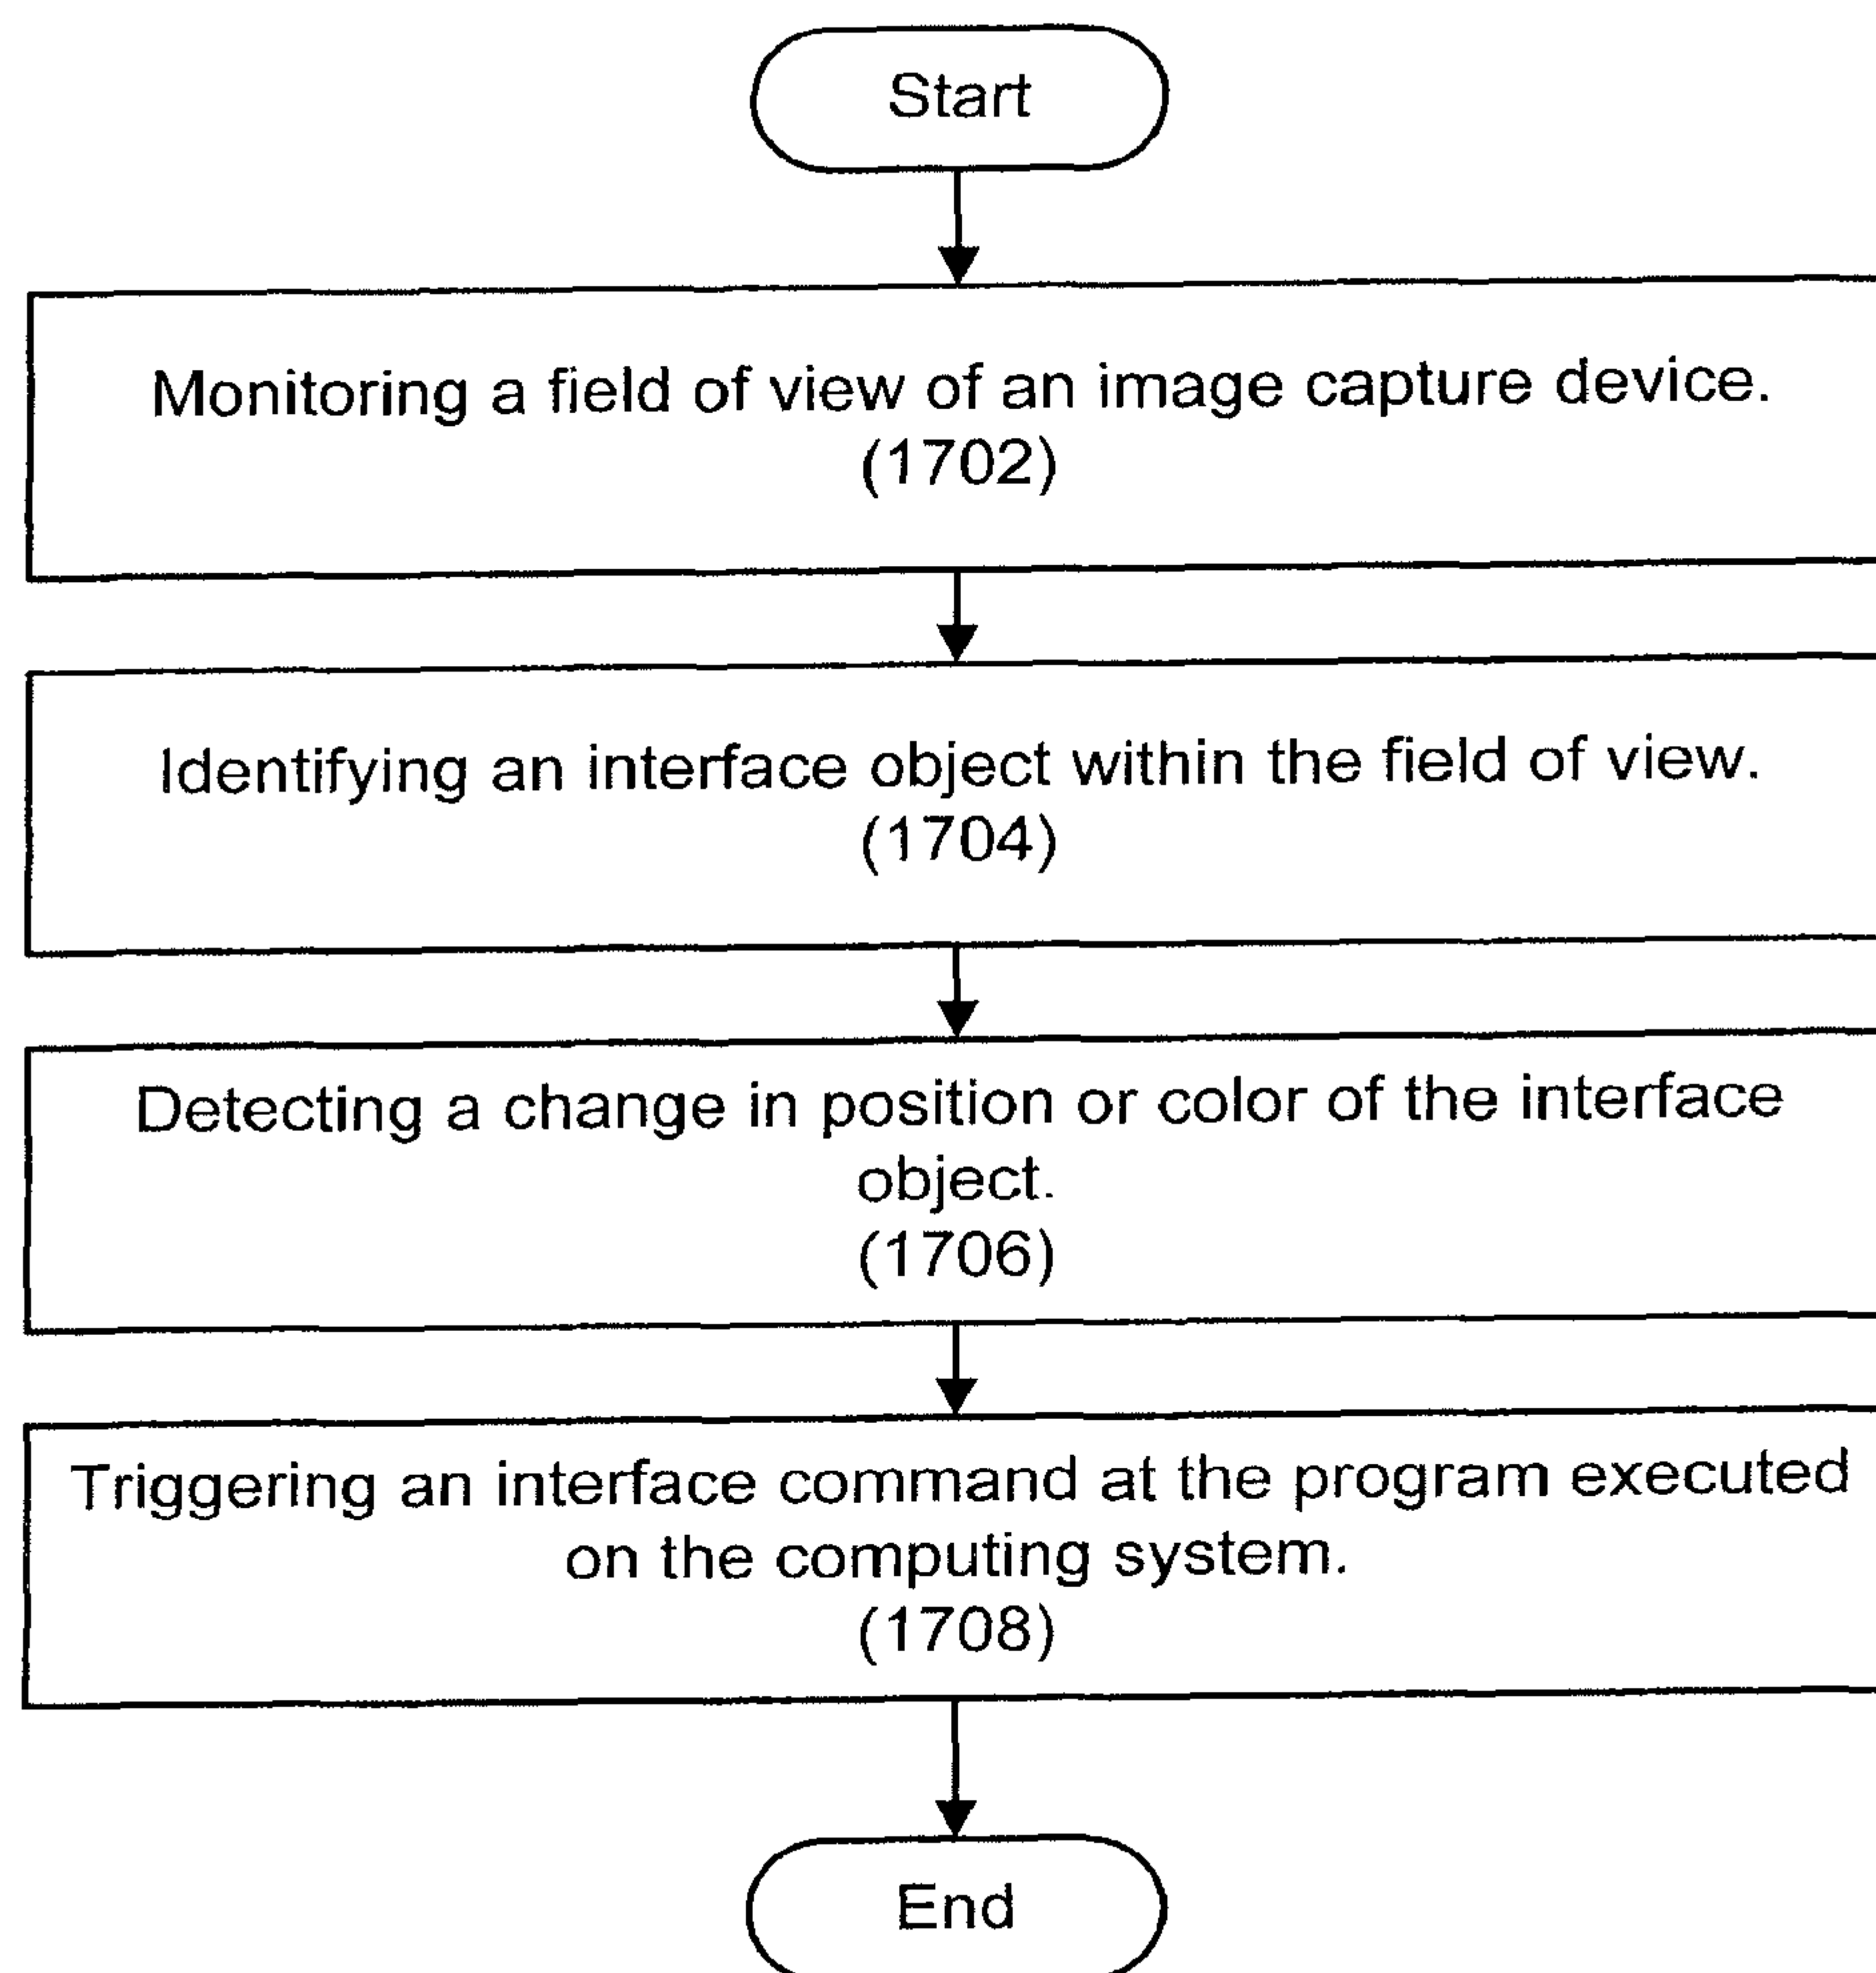 Start
Monitoring a field of view of an image capture device.
(1702)
Identifying an interface object within the field of view.
(1704)
Detecting a change in position or color of the interface
object.
(1706)
Triggering an interface command at the program executed
on the computing system.
(1708)
End